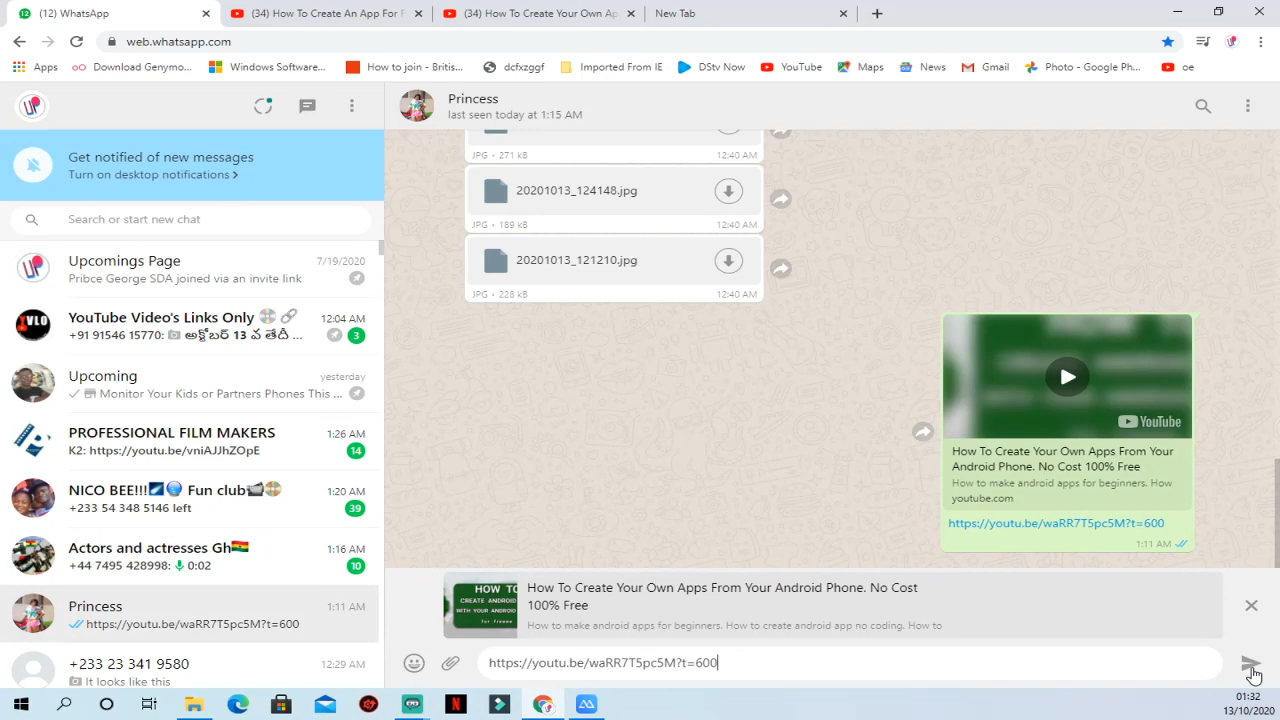 (12) WhatsApp
(34) How To Create An App For F
(34) How To Create Your Own Ap
New Tab
web.whatsapp.com
Apps
Download Genymo...
Windows Software...
How to join - Britis...
dcfxzggf
Imported From IE
DStv Now
YouTube
Maps
News
Gmail
Photo - Google Ph...
oe
Princess
last seen today at 1:15 AM
Get notified of new messages
Turn on desktop notifications >
Search or start new chat
Upcomings Page
7/19/2020
Pribce George SDA joined via an invite link
YouTube Video's Links Only
12:04 AM
+91 91546 15770: అక్టోబర్ 13 వ తేదీ ...
3
Upcoming
yesterday
Monitor Your Kids or Partners Phones This ...
PROFESSIONAL FILM MAKERS
1:26 AM
K2: https://youtu.be/vniAJJhZOpE
14
NICO BEE!!! Fun club
1:20 AM
+233 54 348 5146 left
39
Actors and actresses Gh
1:16 AM
+44 7495 428998: 0:02
10
Princess
1:11 AM
https://youtu.be/waRR7T5pc5M?t=600
+233 23 341 9580
12:29 AM
It looks like this
JPG • 271 kB
12:40 AM
20201013_124148.jpg
JPG • 189 kB
12:40 AM
20201013_121210.jpg
JPG • 228 kB
12:40 AM
YouTube
How To Create Your Own Apps From Your
Android Phone. No Cost 100% Free
How to make android apps for beginners. How
youtube.com
https://youtu.be/waRR7T5pc5M?t=600
1:11 AM
HOW TO
CREATE ANDROID
WITH YOUR ANDROID
How To Create Your Own Apps From Your Android Phone. No Cost
100% Free
How to make android apps for beginners. How to create android app no coding. How to
https://youtu.be/waRR7T5pc5M?t=600
01:32
13/10/2020